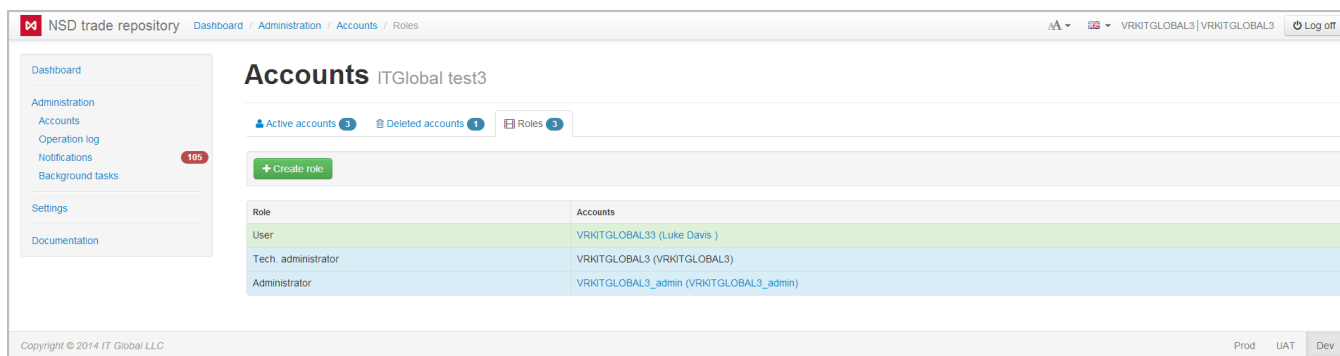 NSD trade repository Dashboard / Administration / Accounts / Roles AA VRKITGLOBAL3|VRKITGLOBAL3 Log off
Dashboard
Administration
Accounts
Operation log
Notifications 105
Background tasks
Settings
Documentation
Accounts ITGlobal test3
Active accounts 3 Deleted accounts 1 Roles 3
+ Create role
Role Accounts
User VRKITGLOBAL33 (Luke Davis )
Tech. administrator VRKITGLOBAL3 (VRKITGLOBAL3)
Administrator VRKITGLOBAL3_admin (VRKITGLOBAL3_admin)
Copyright © 2014 IT Global LLC Prod UAT Dev